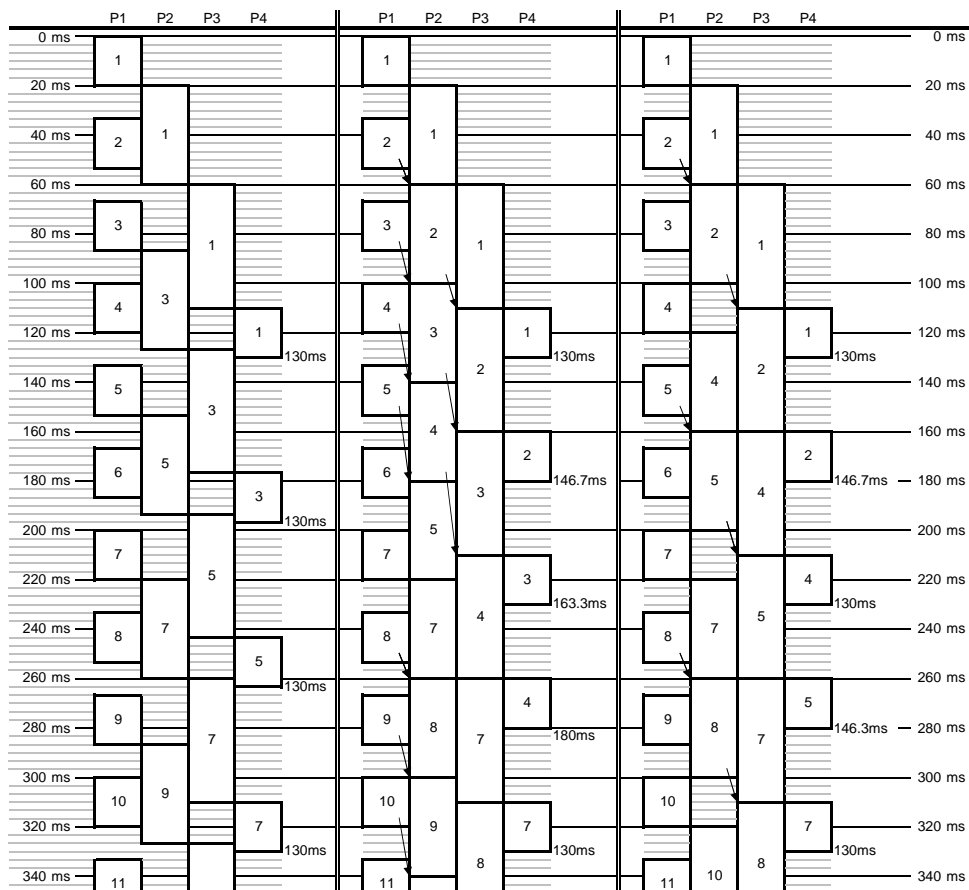 P1 P2 P3 P4 P1 P2 P3 P4 P1 P2 P3 P4
0 ms 0 ms
1 1 1
20 ms 20 ms
40 ms 1 1 1 40 ms
2 2 2
60 ms 60 ms
3 3 3
80 ms 2 2 80 ms
1 1 1
100 ms 100 ms
3
4 4 4
120 ms 1 3 1 1 120 ms
130ms 130ms 130ms
2 2
140 ms 4 140 ms
5 5 5
3
160 ms 4 160 ms
5 2 2
6 6 6
180 ms 146.7ms 146.7ms 180 ms
3 3 4
5
130ms
200 ms 5 200 ms
7 7 7
5
220 ms 3 4 220 ms
163.3ms 130ms
240 ms 7 7 4 7 5 240 ms
8 8 8
5
260 ms 260 ms
130ms
4 5
9 9 9
280 ms 8 8 280 ms
180ms 146.3ms
7 7 7
300 ms 300 ms
9
10 10 10
320 ms 7 9 7 7 320 ms
130ms 130ms 130ms
8 8
340 ms 10 340 ms
11 11 11